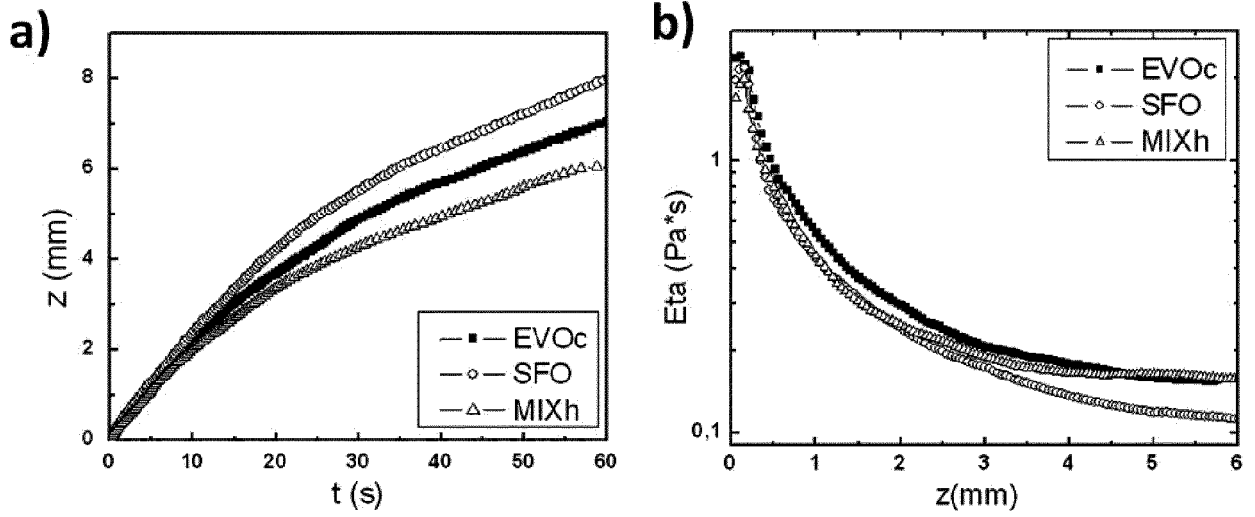 a)
z (mm)
8
6
4
2
0
0 10 20 30 40 50 60
t (s)
EVOc
SFO
MIXh
b)
Eta (Pa*s)
1
0,1
0 1 2 3 4 5 6
z(mm)
EVOc
SFO
MIXh